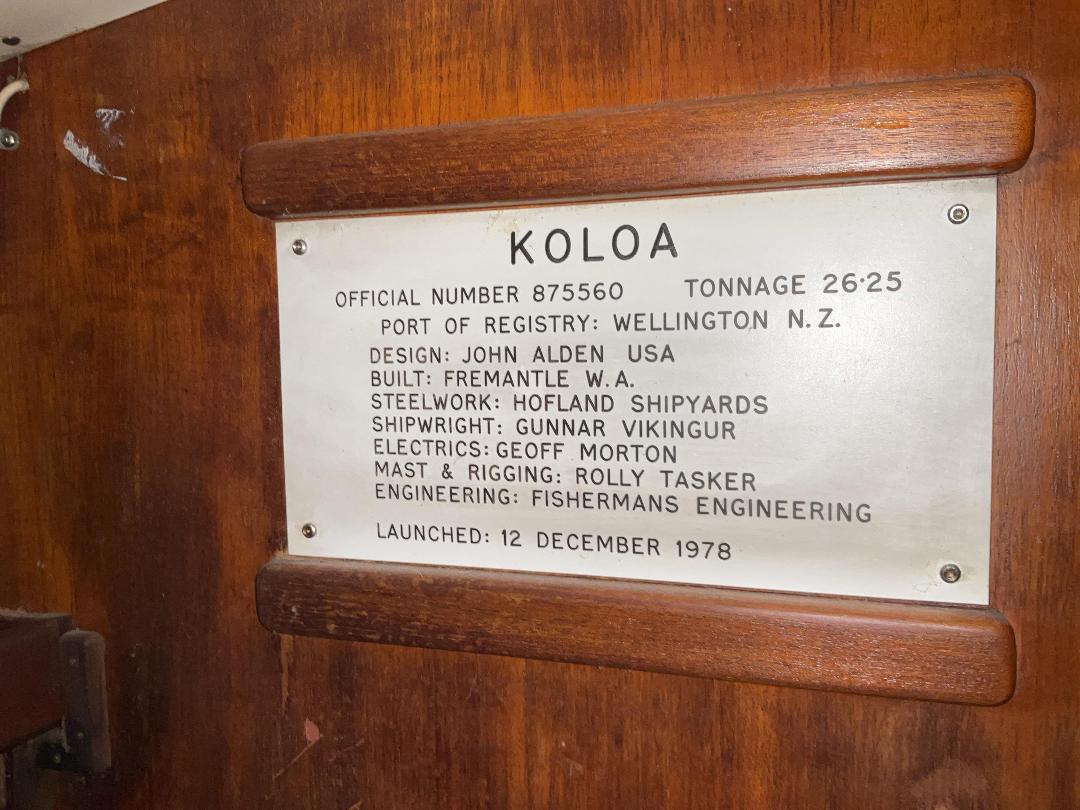 KOLOA
OFFICIAL NUMBER 875560 TONNAGE 26·25
PORT OF REGISTRY: WELLINGTON N.Z.
DESIGN: JOHN ALDEN USA
BUILT: FREMANTLE W.A.
STEELWORK: HOFLAND SHIPYARDS
SHIPWRIGHT: GUNNAR VIKINGUR
ELECTRICS: GEOFF MORTON
MAST & RIGGING: ROLLY TASKER
ENGINEERING: FISHERMANS ENGINEERING
LAUNCHED: 12 DECEMBER 1978